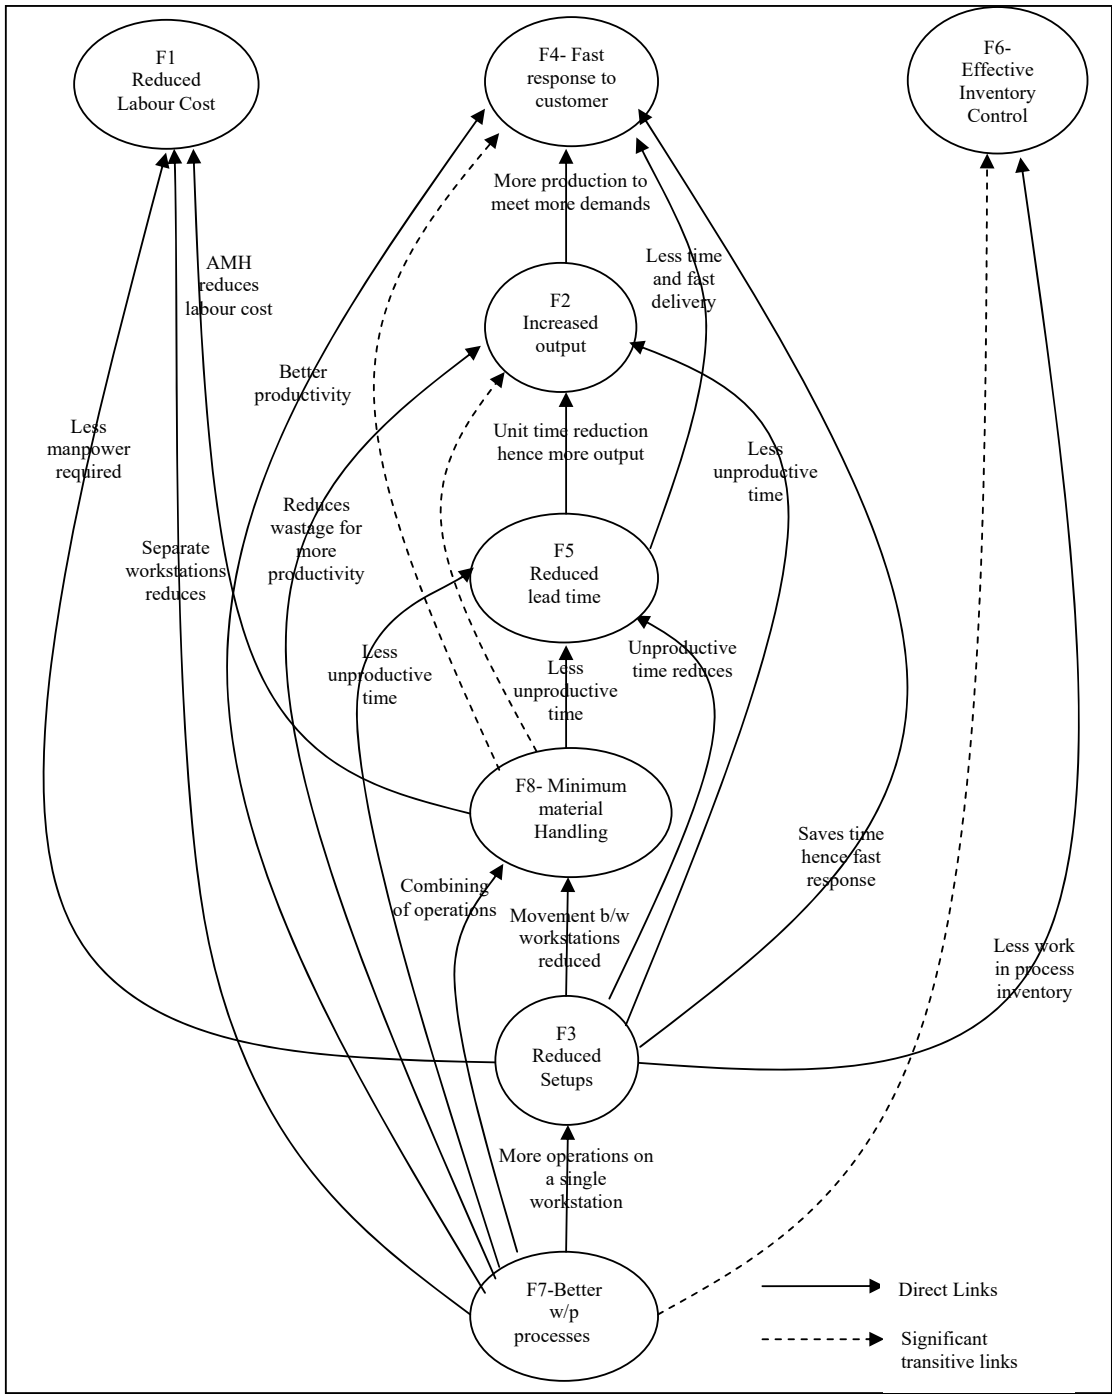 F1
Reduced
Labour Cost
F4- Fast
response to
customer
F6-
Effective
Inventory
Control
More production to
meet more demands
AMH
reduces
labour cost
Less time
and fast
delivery
F2
Increased
output
Better
productivity
Less
manpower
required
Unit time reduction
hence more output
Less
unproductive
time
Reduces
wastage for
more
productivity
Separate
workstations
reduces
F5
Reduced
lead time
Less
unproductive
time
Less
unproductive
time
Unproductive
time reduces
F8- Minimum
material
Handling
Saves time
hence fast
response
Combining
of operations
Movement b/w
workstations
reduced
Less work
in process
inventory
F3
Reduced
Setups
More operations on
a single
workstation
F7-Better
w/p
processes
Direct Links
Significant
transitive links